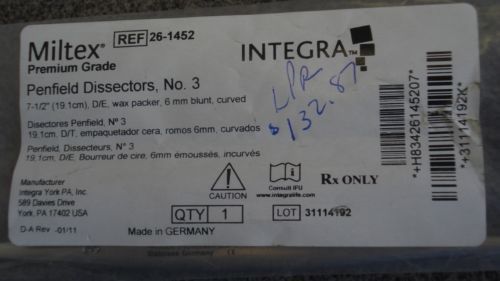 Miltex® REF 26-1452
Premium Grade
INTEGRA™
Penfield Dissectors, No. 3
7-1/2" (19.1cm), D/E, wax packer, 6 mm blunt, curved
LPR
$132.87
Disectores Penfield, N° 3
19.1cm, D/T, empaquetador cera, romos 6mm, curvados
Penfield, Dissecteurs, N° 3
19.1cm, D/E, Bourreur de cire, 6mm émoussés, incurvés
Manufacturer
Integra York PA, Inc.
589 Davies Drive
York, PA 17402 USA
CAUTION
Consult IFU
www.integralife.com
Rx ONLY
QTY 1
LOT 31114192
D-A Rev 01/11
Made in GERMANY
*+H83426145207*
*+31114192K*
Germany CE